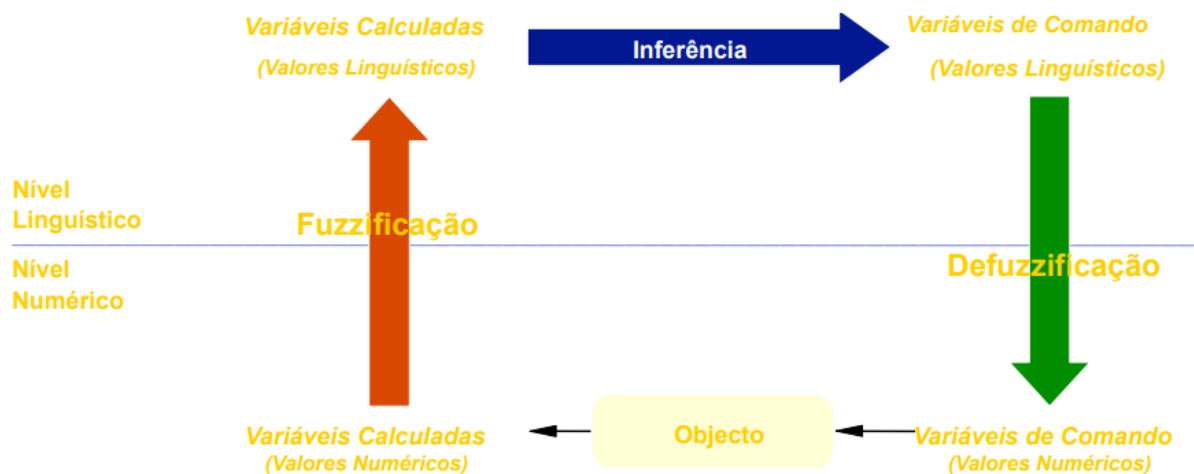 Variáveis Calculadas
(Valores Linguísticos)
Inferência
Variáveis de Comando
(Valores Linguísticos)
Nível
Linguístico
Fuzzificação
Nível
Numérico
Defuzzificação
Variáveis Calculadas
(Valores Numéricos)
Objecto
Variáveis de Comando
(Valores Numéricos)